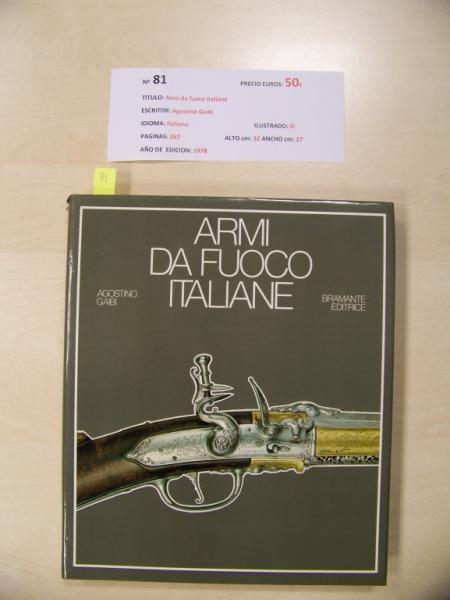 Nº 81 PRECIO EUROS: 50€
TITULO: Armi da fuoco italiane
ESCRITOR: Agostino Gaibi
IDIOMA: Italiano ILUSTRADO: Si
PAGINAS: 267 ALTO cm: 32 ANCHO cm: 27
AÑO DE EDICION: 1978
81
ARMI
DA FUOCO
ITALIANE
AGOSTINO
GAIBI
BRAMANTE
EDITRICE